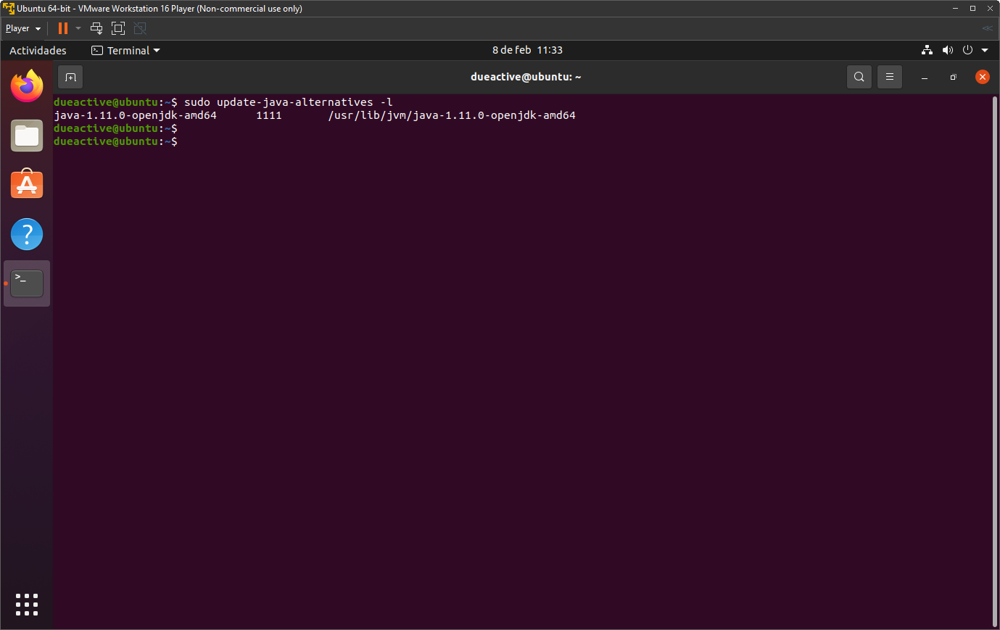 Ubuntu 64-bit - VMware Workstation 16 Player (Non-commercial use only)
Player
Actividades Terminal 8 de feb 11:33
dueactive@ubuntu: ~
dueactive@ubuntu:~$ sudo update-java-alternatives -l
java-1.11.0-openjdk-amd64 1111 /usr/lib/jvm/java-1.11.0-openjdk-amd64
dueactive@ubuntu:~$
dueactive@ubuntu:~$